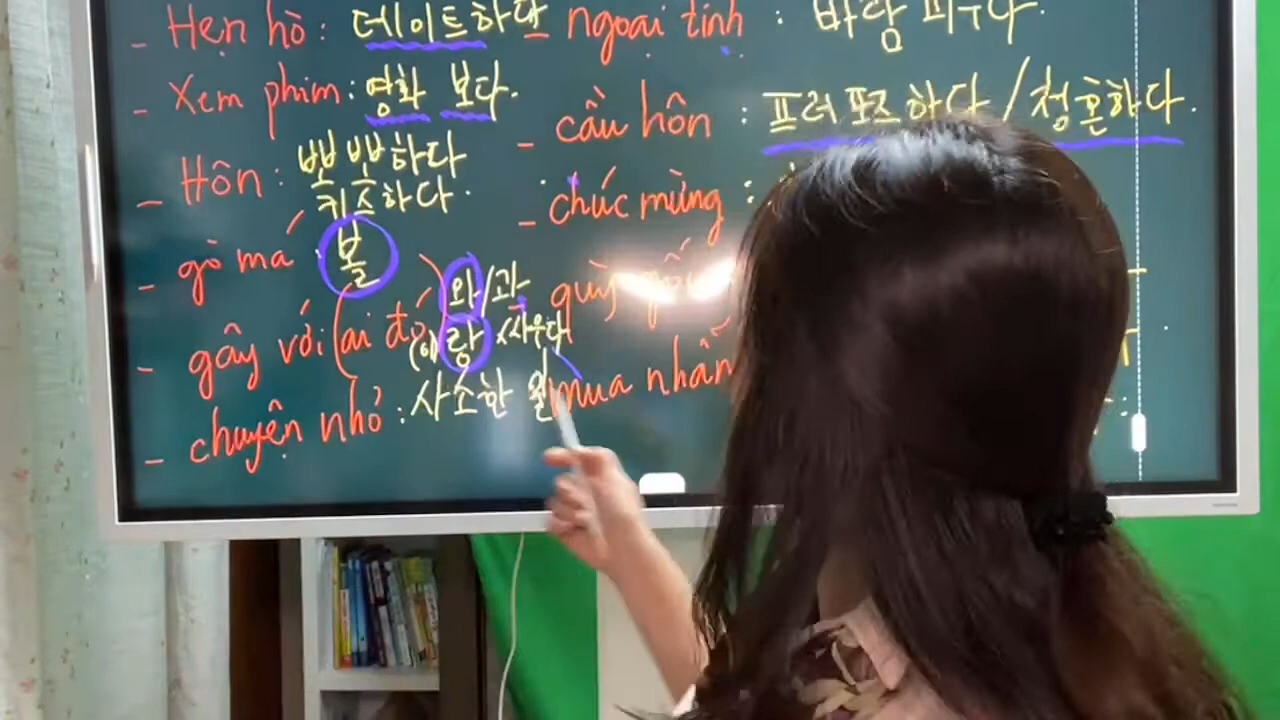 - Hẹn hò : 데이트하다
- Xem phim : 영화 보다.
- Hôn : 뽀뽀하다
키즈하다.
- gò má : 볼
- gây với (ai đó) 와/과
(이)랑 싸우다
- chuyện nhỏ : 사소한 일
- ngoại tình : 바람 피우다.
- cầu hôn : 프러포즈하다 / 청혼하다.
- chúc mừng :
quỳ gối
mua nhẫn